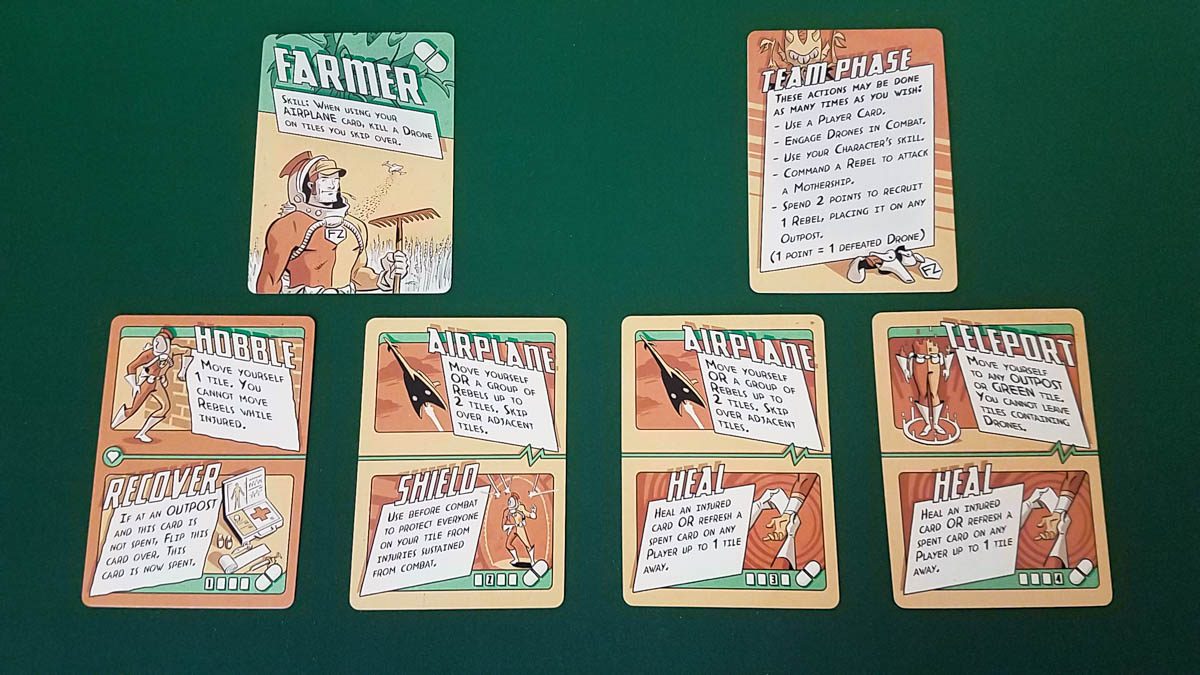 FARMER
SKILL: WHEN USING YOUR
AIRPLANE CARD, KILL A DRONE
ON TILES YOU SKIP OVER.
FZ
TEAM PHASE
THESE ACTIONS MAY BE DONE
AS MANY TIMES AS YOU WISH:
- USE A PLAYER CARD.
- ENGAGE DRONES IN COMBAT.
- USE YOUR CHARACTER'S SKILL.
- COMMAND A REBEL TO ATTACK
A MOTHERSHIP.
- SPEND 2 POINTS TO RECRUIT
1 REBEL, PLACING IT ON ANY
OUTPOST.
(1 POINT = 1 DEFEATED DRONE)
FZ
HOBBLE
MOVE YOURSELF
1 TILE. YOU
CANNOT MOVE
REBELS WHILE
INJURED.
RECOVER
IF AT AN OUTPOST
AND THIS CARD IS
NOT SPENT, FLIP THIS
CARD OVER. THIS
CARD IS NOW SPENT.
1
AIRPLANE
MOVE YOURSELF
OR A GROUP OF
REBELS UP TO
2 TILES. SKIP
OVER ADJACENT
TILES.
SHIELD
USE BEFORE COMBAT
TO PROTECT EVERYONE
ON YOUR TILE FROM
INJURIES SUSTAINED
FROM COMBAT.
2
AIRPLANE
MOVE YOURSELF
OR A GROUP OF
REBELS UP TO
2 TILES. SKIP
OVER ADJACENT
TILES.
HEAL
HEAL AN INJURED
CARD OR REFRESH A
SPENT CARD ON ANY
PLAYER UP TO 1 TILE
AWAY.
3
TELEPORT
MOVE YOURSELF
TO ANY OUTPOST
OR GREEN TILE.
YOU CANNOT LEAVE
TILES CONTAINING
DRONES.
HEAL
HEAL AN INJURED
CARD OR REFRESH A
SPENT CARD ON ANY
PLAYER UP TO 1 TILE
AWAY.
4